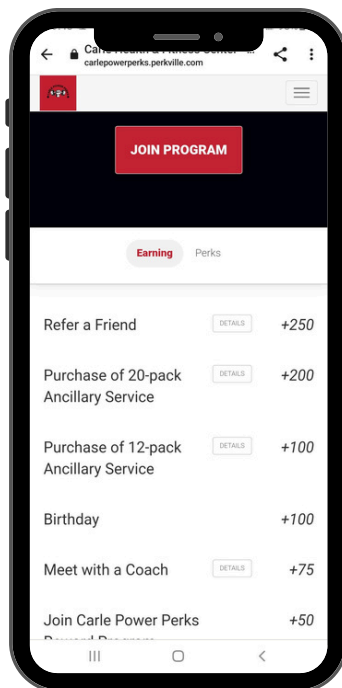 carlepowerperks.perkville.com
JOIN PROGRAM
Earning Perks
Refer a Friend DETAILS +250
Purchase of 20-pack DETAILS +200
Ancillary Service
Purchase of 12-pack DETAILS +100
Ancillary Service
Birthday +100
Meet with a Coach DETAILS +75
Join Carle Power Perks +50